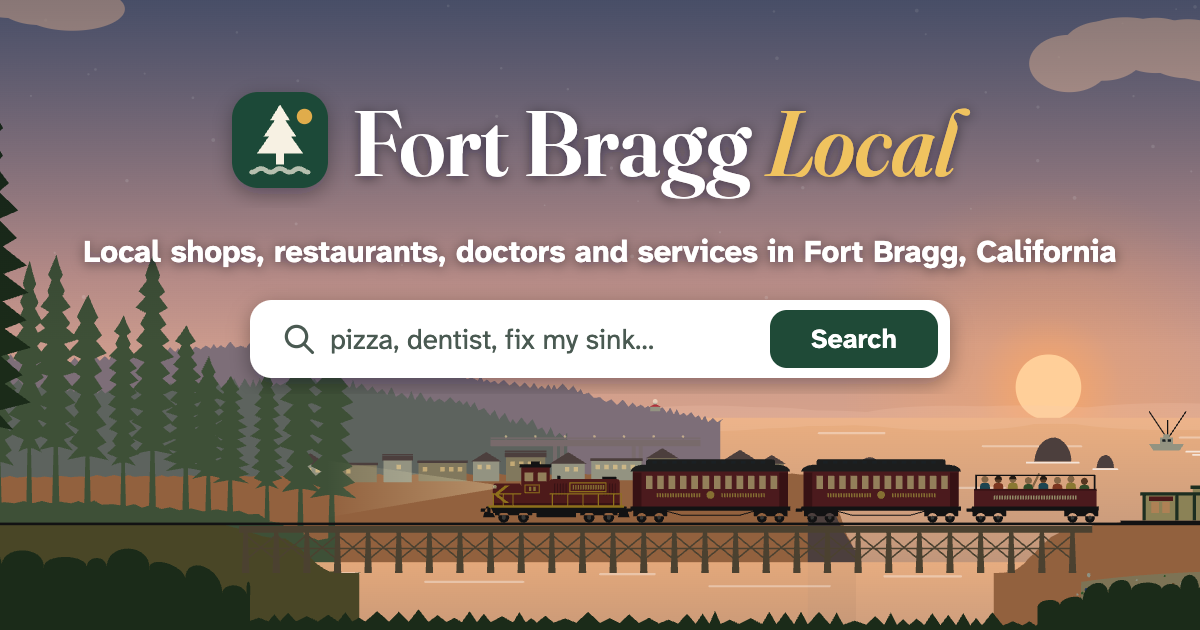 Fort Bragg Local
Local shops, restaurants, doctors and services in Fort Bragg, California
pizza, dentist, fix my sink...
Search